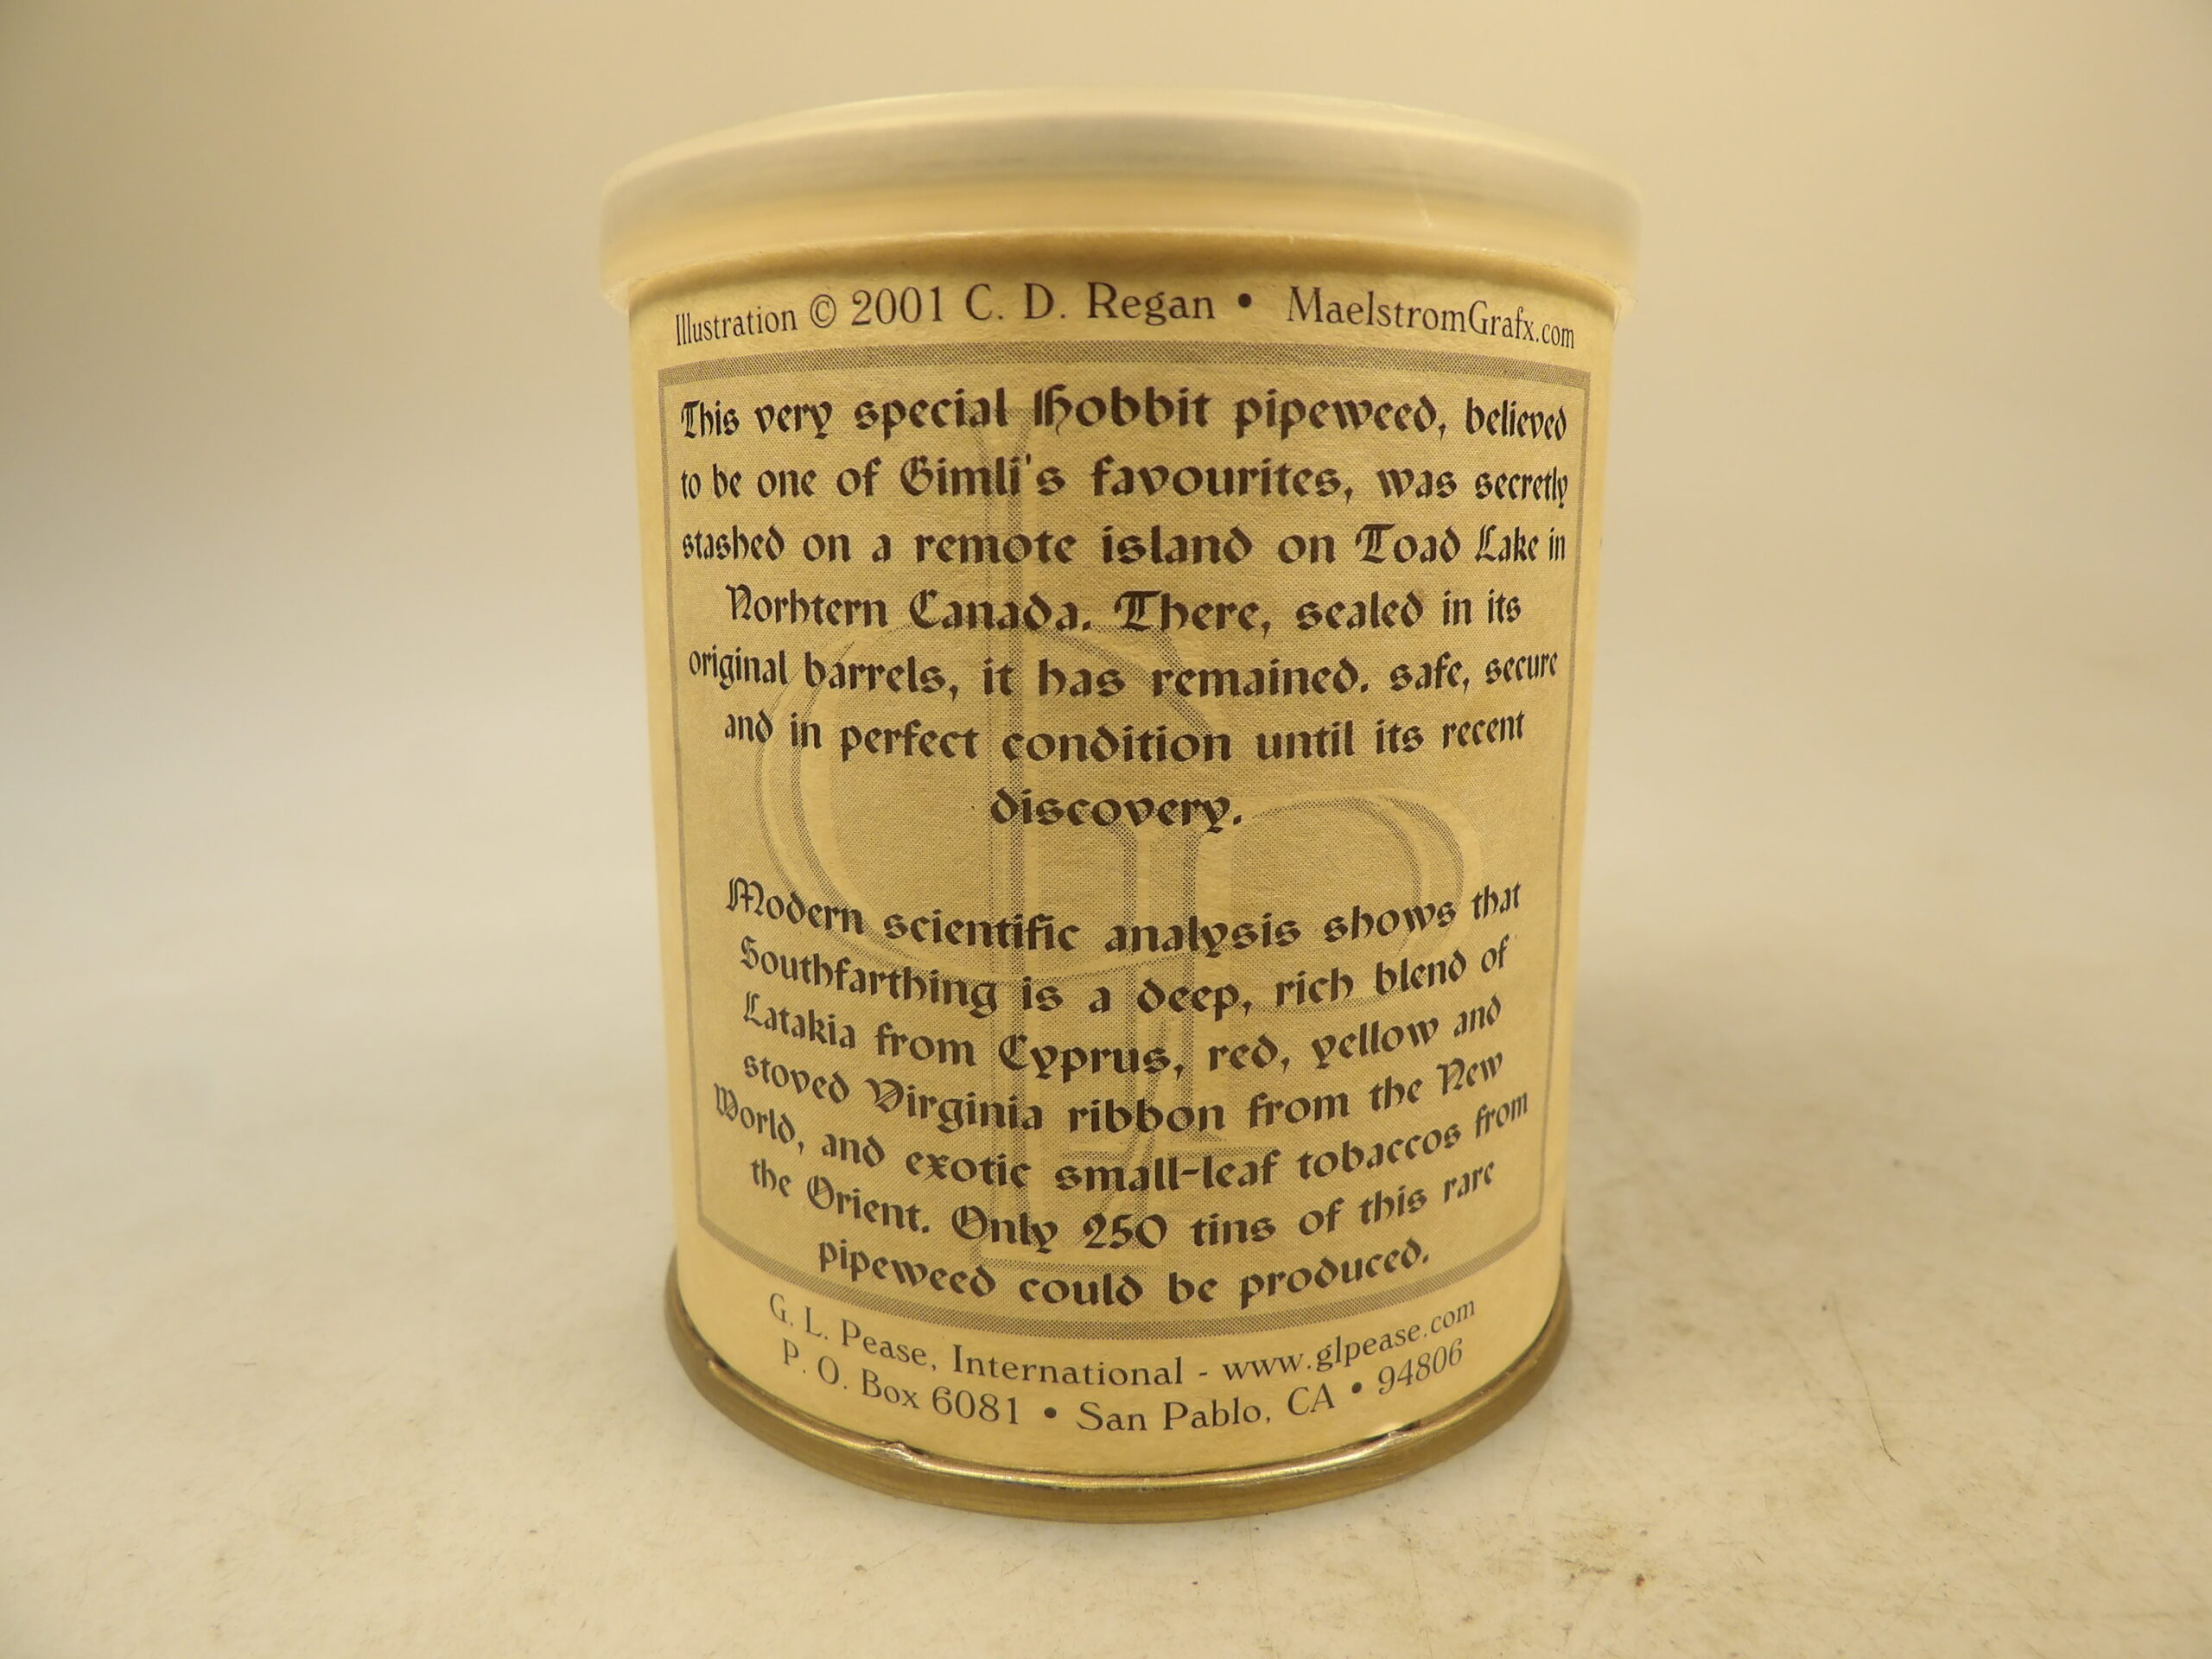 Illustration © 2001 C. D. Regan • MaelstromGrafx.com
This very special Hobbit pipeweed, believed
to be one of Gimli's favourites, was secretly
stashed on a remote island on Toad Lake in
Norhtern Canada. There, sealed in its
original barrels, it has remained. safe, secure
and in perfect condition until its recent
discovery.
Modern scientific analysis shows that
Southfarthing is a deep, rich blend of
Latakia from Cyprus, red, yellow and
stoved Virginia ribbon from the New
World, and exotic small-leaf tobaccos from
the Orient. Only 250 tins of this rare
pipeweed could be produced.
G. L. Pease, International - www.glpease.com
P. O. Box 6081 • San Pablo, CA • 94806